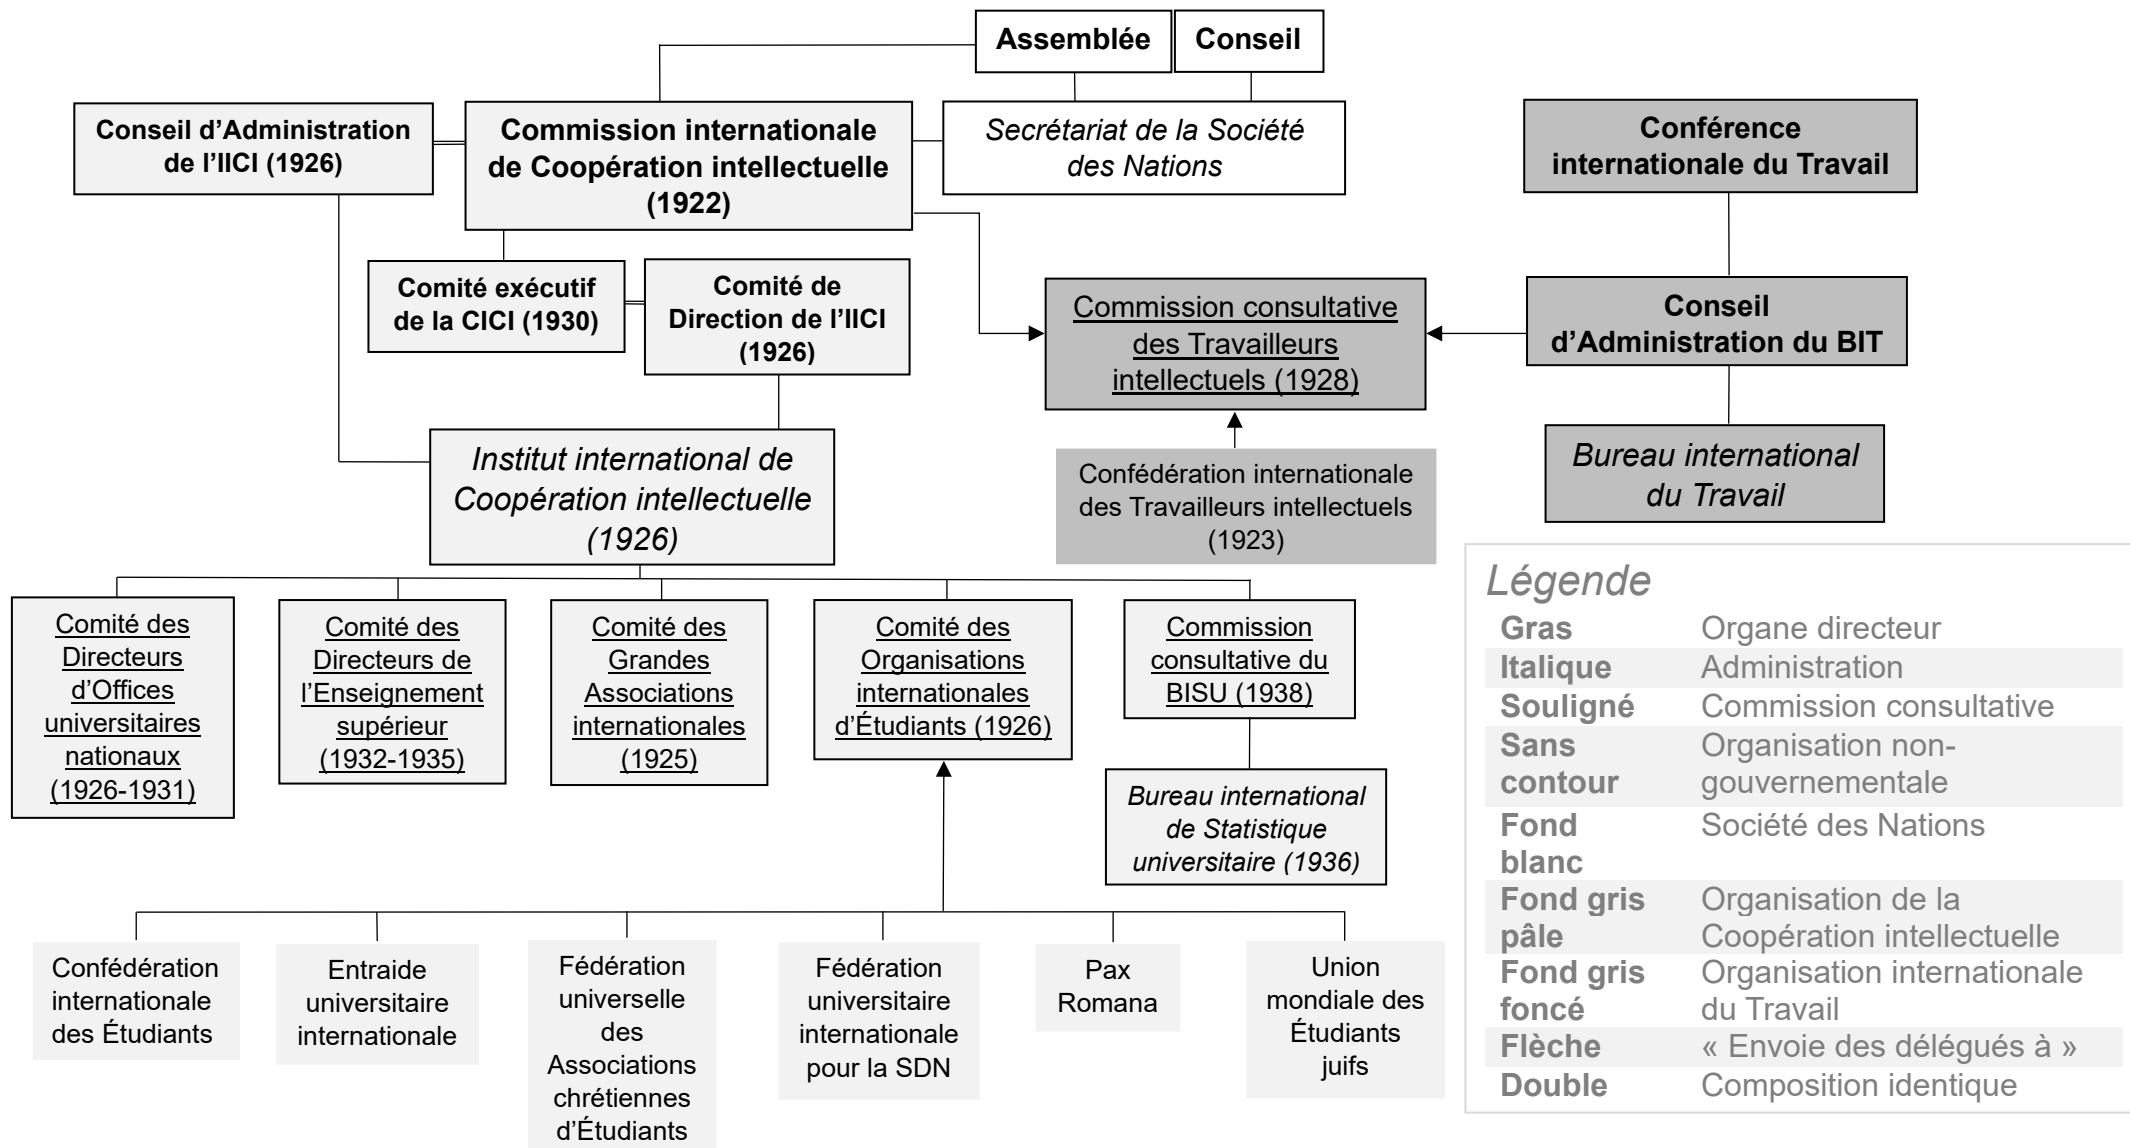 Assemblée
Conseil
Conseil d’Administration
de l’IICI (1926)
Commission internationale
de Coopération intellectuelle
(1922)
Secrétariat de la Société
des Nations
Conférence
internationale du Travail
Comité exécutif
de la CICI (1930)
Comité de
Direction de l’IICI
(1926)
Commission consultative
des Travailleurs
intellectuels (1928)
Conseil
d’Administration du BIT
Institut international de
Coopération intellectuelle
(1926)
Confédération internationale
des Travailleurs intellectuels
(1923)
Bureau international
du Travail
Comité des
Directeurs
d’Offices
universitaires
nationaux
(1926-1931)
Comité des
Directeurs de
l’Enseignement
supérieur
(1932-1935)
Comité des
Grandes
Associations
internationales
(1925)
Comité des
Organisations
internationales
d’Étudiants (1926)
Commission
consultative du
BISU (1938)
Bureau international
de Statistique
universitaire (1936)
Confédération
internationale
des Étudiants
Entraide
universitaire
internationale
Fédération
universelle
des
Associations
chrétiennes
d’Étudiants
Fédération
universitaire
internationale
pour la SDN
Pax
Romana
Union
mondiale des
Étudiants
juifs
Légende
Gras Organe directeur
Italique Administration
Souligné Commission consultative
Sans Organisation non-
contour gouvernementale
Fond Société des Nations
blanc
Fond gris Organisation de la
pâle Coopération intellectuelle
Fond gris Organisation internationale
foncé du Travail
Flèche « Envoie des délégués à »
Double Composition identique